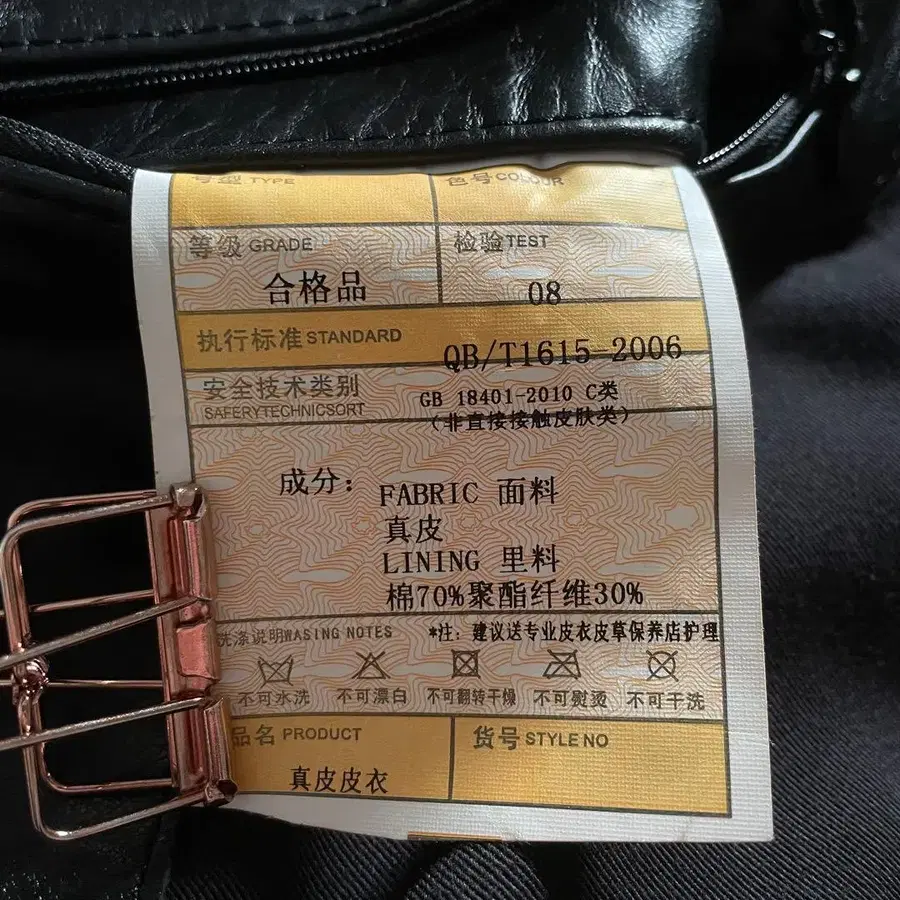 号型 TYPE 色号 COLOUR
等级 GRADE 检验 TEST
合格品 08
执行标准 STANDARD QB/T1615-2006
安全技术类别 GB 18401-2010 C类
SAFERYTECHNICSORT (非直接接触皮肤类)
成分: FABRIC 面料
真皮
LINING 里料
棉70%聚酯纤维30%
洗涤说明WASING NOTES *注: 建议送专业皮衣皮草保养店护理
不可水洗 不可漂白 不可翻转干燥 不可熨烫 不可干洗
品名 PRODUCT 货号 STYLE NO
真皮皮衣